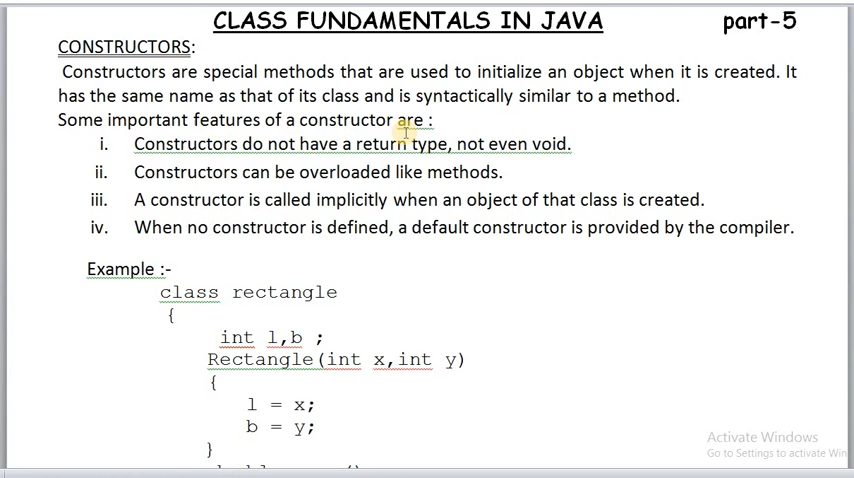 CLASS FUNDAMENTALS IN JAVA part-5
CONSTRUCTORS:
Constructors are special methods that are used to initialize an object when it is created. It
has the same name as that of its class and is syntactically similar to a method.
Some important features of a constructor are :
i. Constructors do not have a return type, not even void.
ii. Constructors can be overloaded like methods.
iii. A constructor is called implicitly when an object of that class is created.
iv. When no constructor is defined, a default constructor is provided by the compiler.
Example :-
class rectangle
{
int l,b ;
Rectangle(int x,int y)
{
l = x;
b = y;
}
Activate Windows
Go to Settings to activate Win